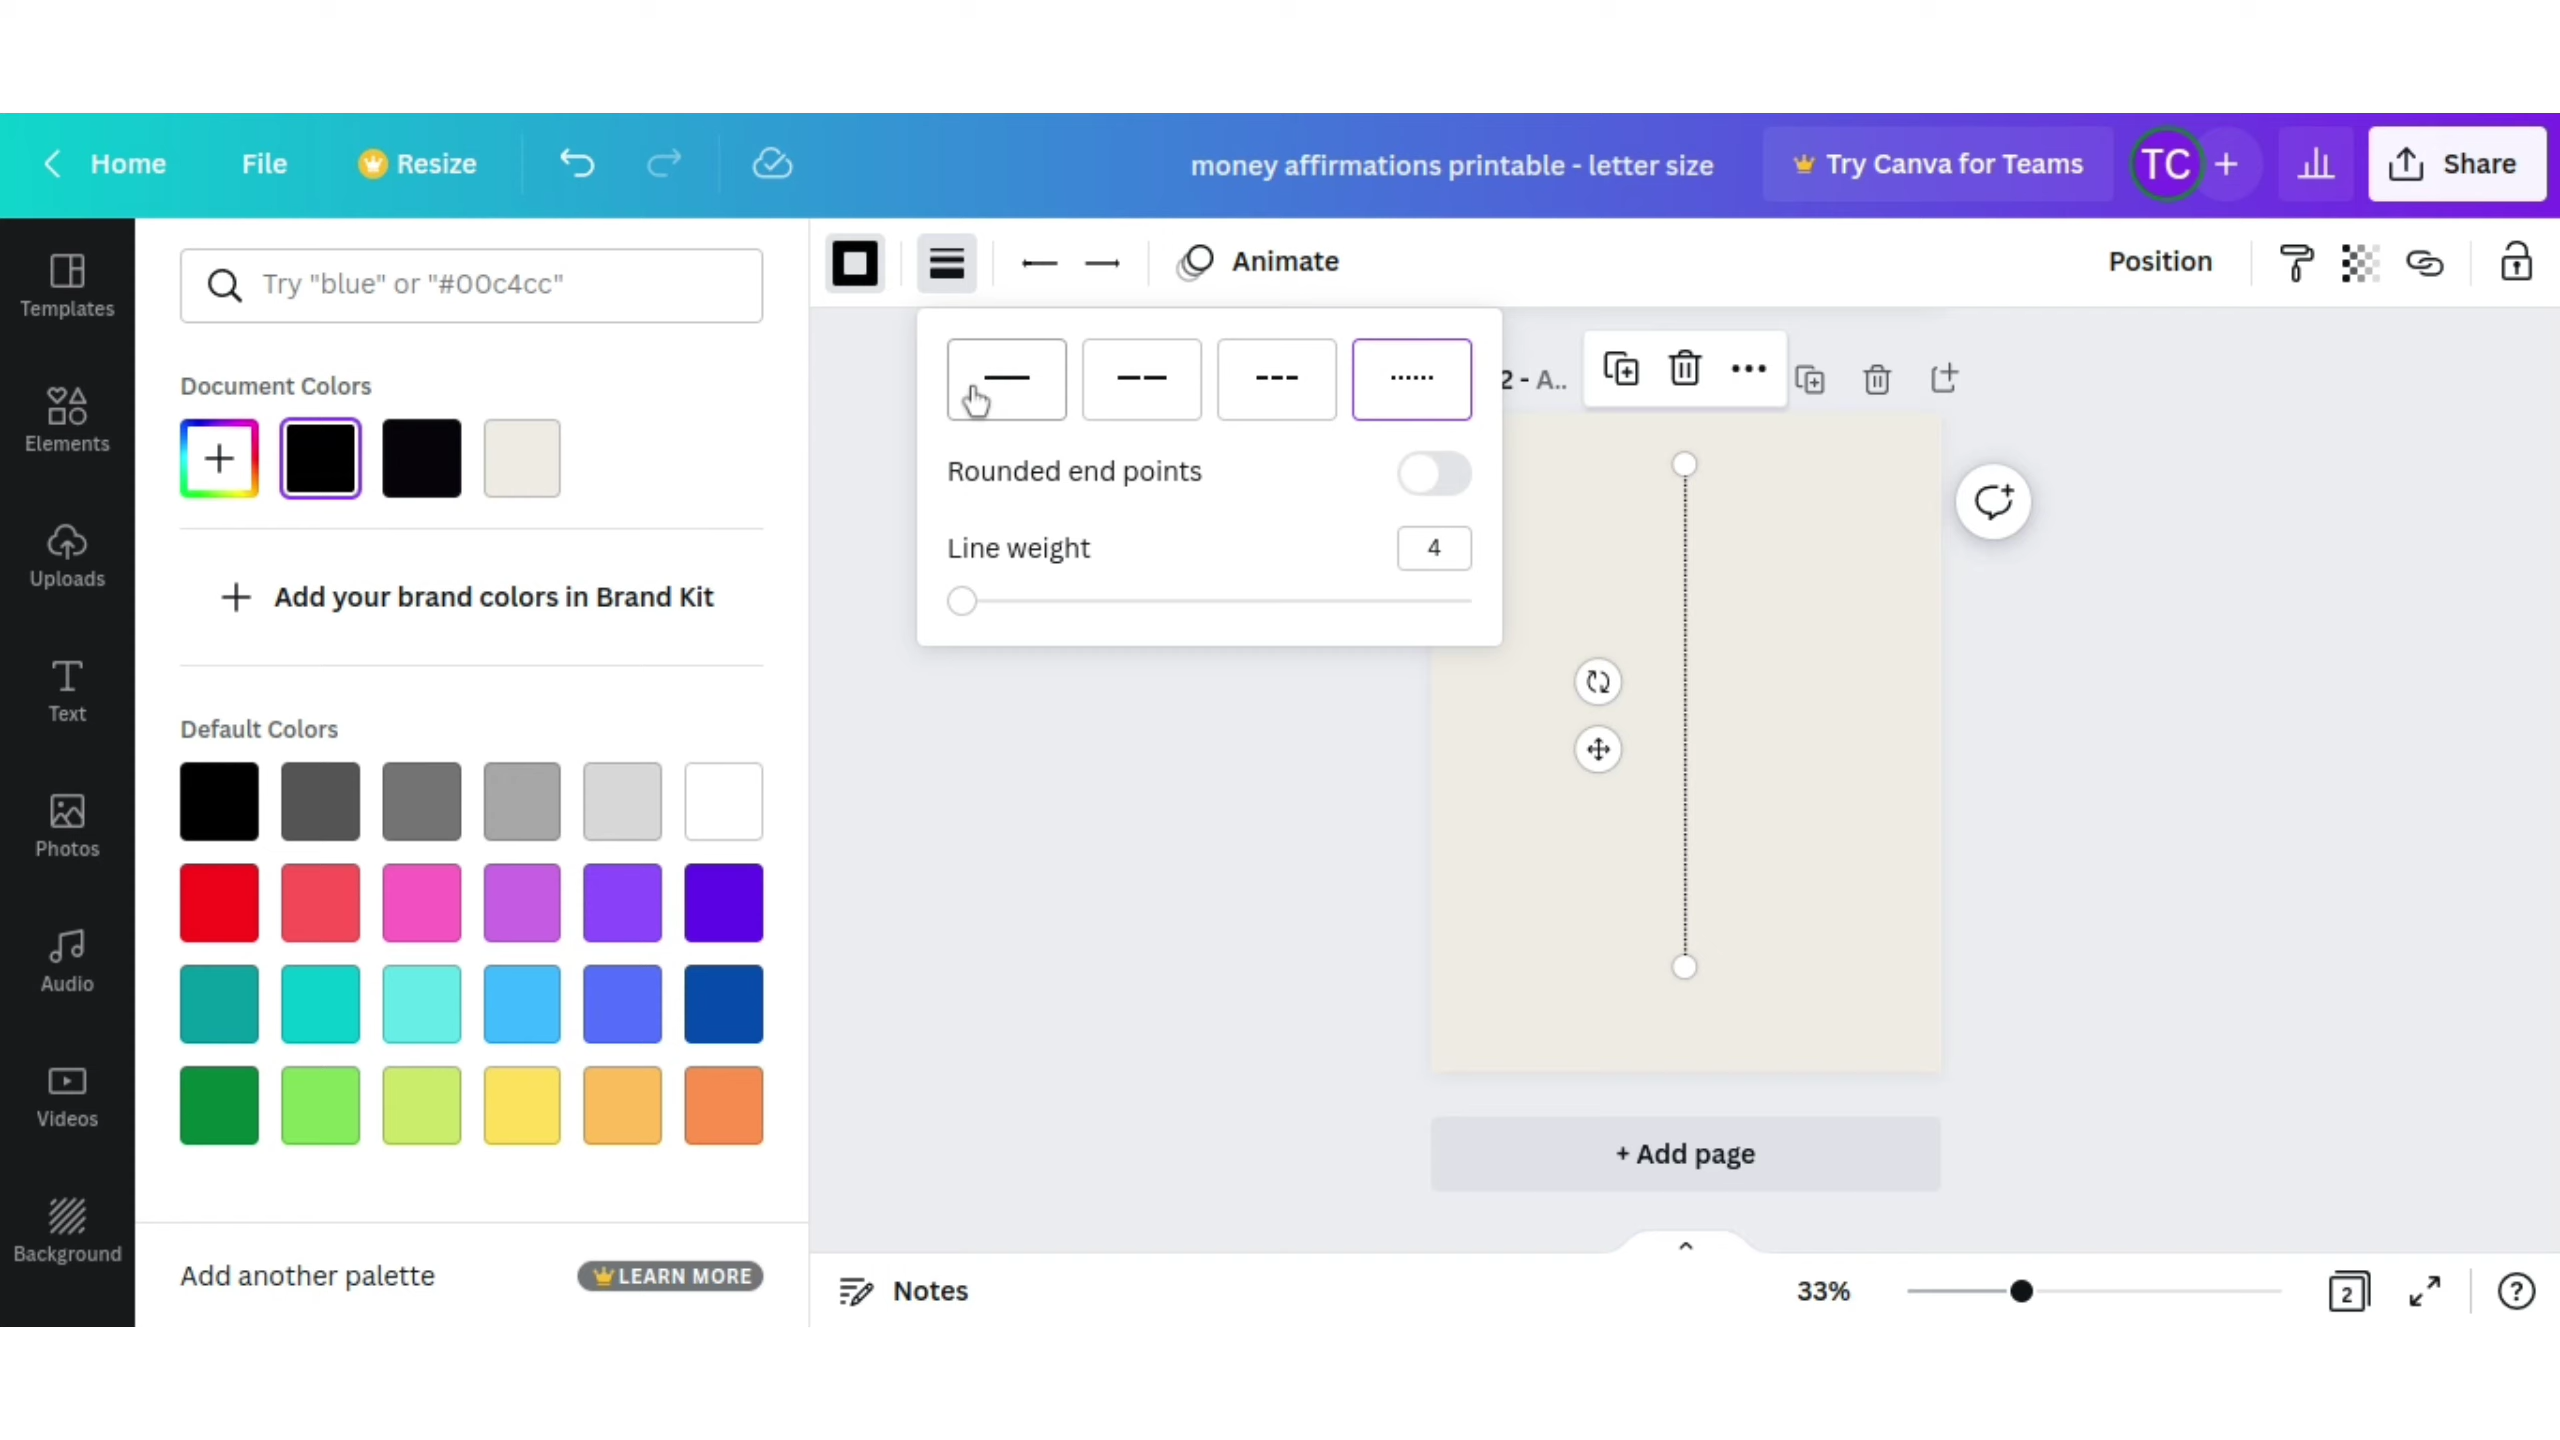 Home
File
Resize
money affirmations printable - letter size
Try Canva for Teams
TC
Share
Templates
Elements
Uploads
Text
Photos
Audio
Videos
Background
Try "blue" or "#00c4cc"
Document Colors
Add your brand colors in Brand Kit
Default Colors
Add another palette
LEARN MORE
Animate
Position
Rounded end points
Line weight
4
2 - A..
+ Add page
Notes
33%
2
?